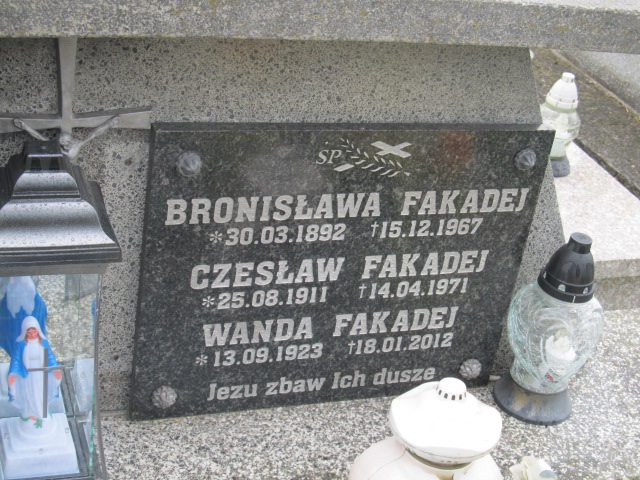 SP
BRONISŁAWA FAKADEJ
*30.03.1892 †15.12.1967
CZESŁAW FAKADEJ
*25.08.1911 †14.04.1971
WANDA FAKADEJ
*13.09.1923 †18.01.2012
Jezu zbaw Ich dusze